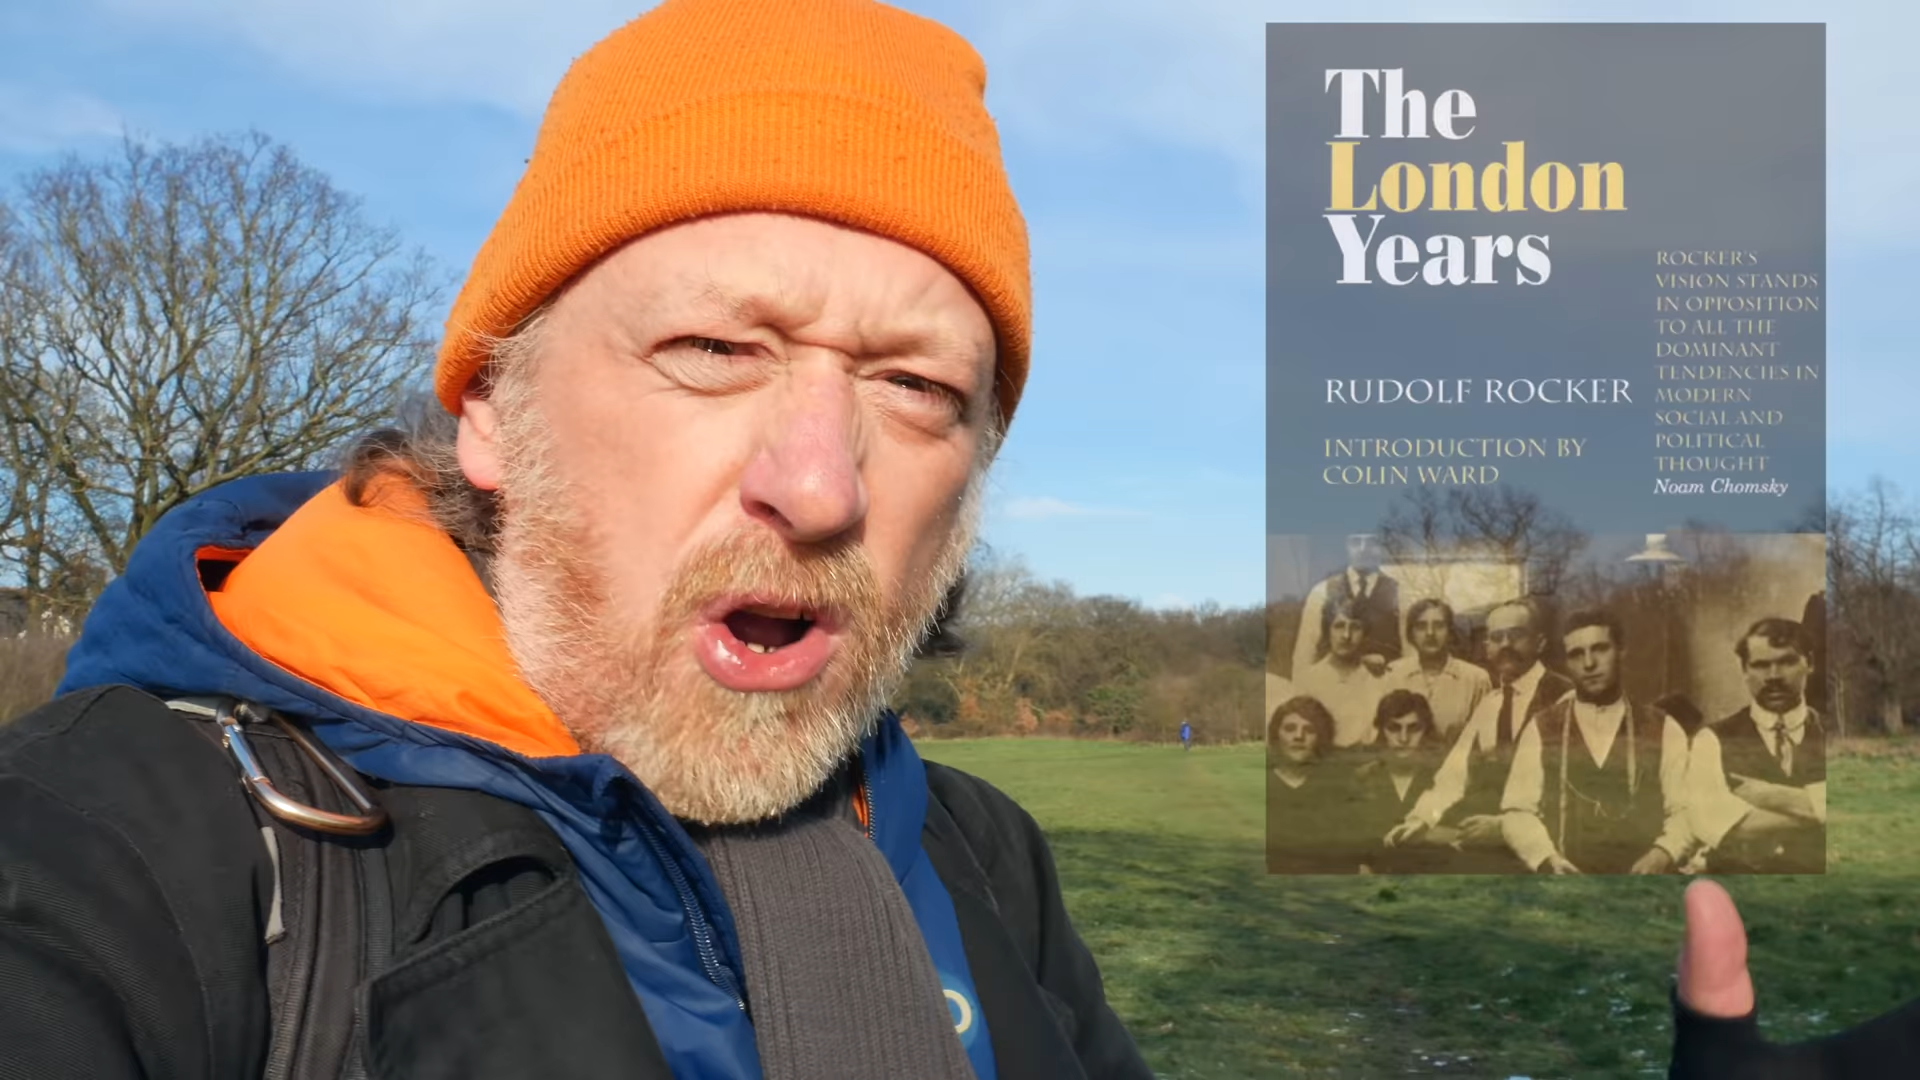 The
London
Years
RUDOLF ROCKER
INTRODUCTION BY
COLIN WARD
ROCKER'S
VISION STANDS
IN OPPOSITION
TO ALL THE
DOMINANT
TENDENCIES IN
MODERN
SOCIAL AND
POLITICAL
THOUGHT
Noam Chomsky